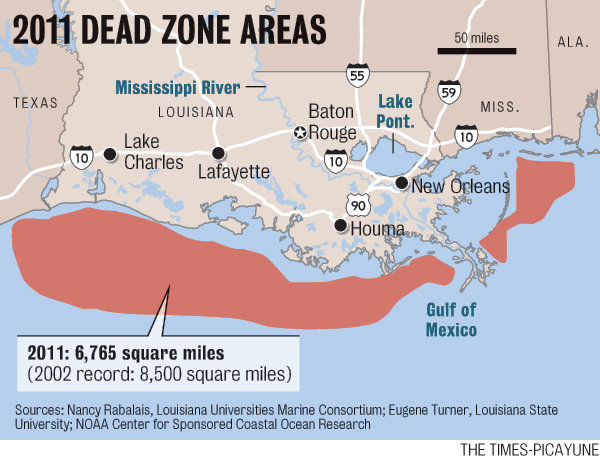 2011 DEAD ZONE AREAS
50 miles
ALA.
Mississippi River
55
59
TEXAS
LOUISIANA
Baton
Rouge
Lake
Pont.
MISS.
10
Lake
Charles
Lafayette
10
10
New Orleans
90
Houma
Gulf of
Mexico
2011: 6,765 square miles
(2002 record: 8,500 square miles)
Sources: Nancy Rabalais, Louisiana Universities Marine Consortium; Eugene Turner, Louisiana State
University; NOAA Center for Sponsored Coastal Ocean Research
THE TIMES-PICAYUNE